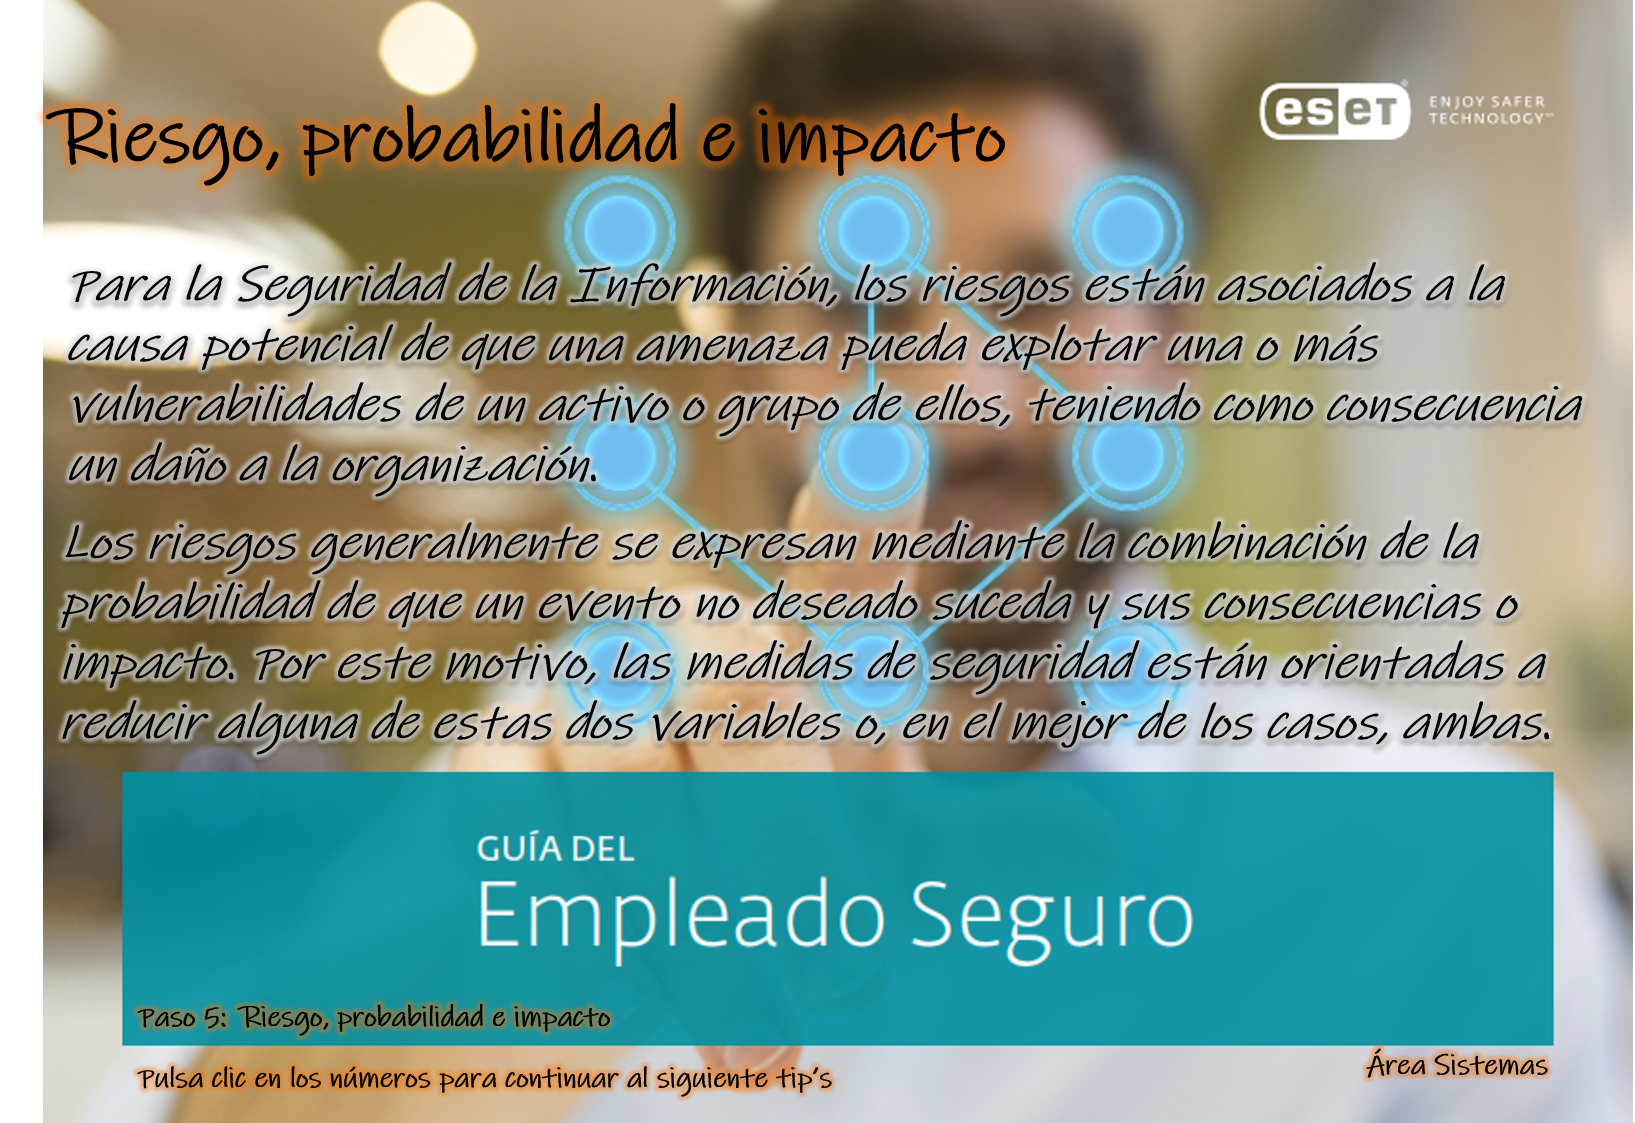 Riesgo, probabilidad e impacto
eseT® ENJOY SAFER
TECHNOLOGY™
Para la Seguridad de la Información, los riesgos están asociados a la
causa potencial de que una amenaza pueda explotar una o más
vulnerabilidades de un activo o grupo de ellos, teniendo como consecuencia
un daño a la organización.
Los riesgos generalmente se expresan mediante la combinación de la
probabilidad de que un evento no deseado suceda y sus consecuencias o
impacto. Por este motivo, las medidas de seguridad están orientadas a
reducir alguna de estas dos variables o, en el mejor de los casos, ambas.
GUÍA DEL
Empleado Seguro
Paso 5: Riesgo, probabilidad e impacto
Pulsa clic en los números para continuar al siguiente tip's
Área Sistemas